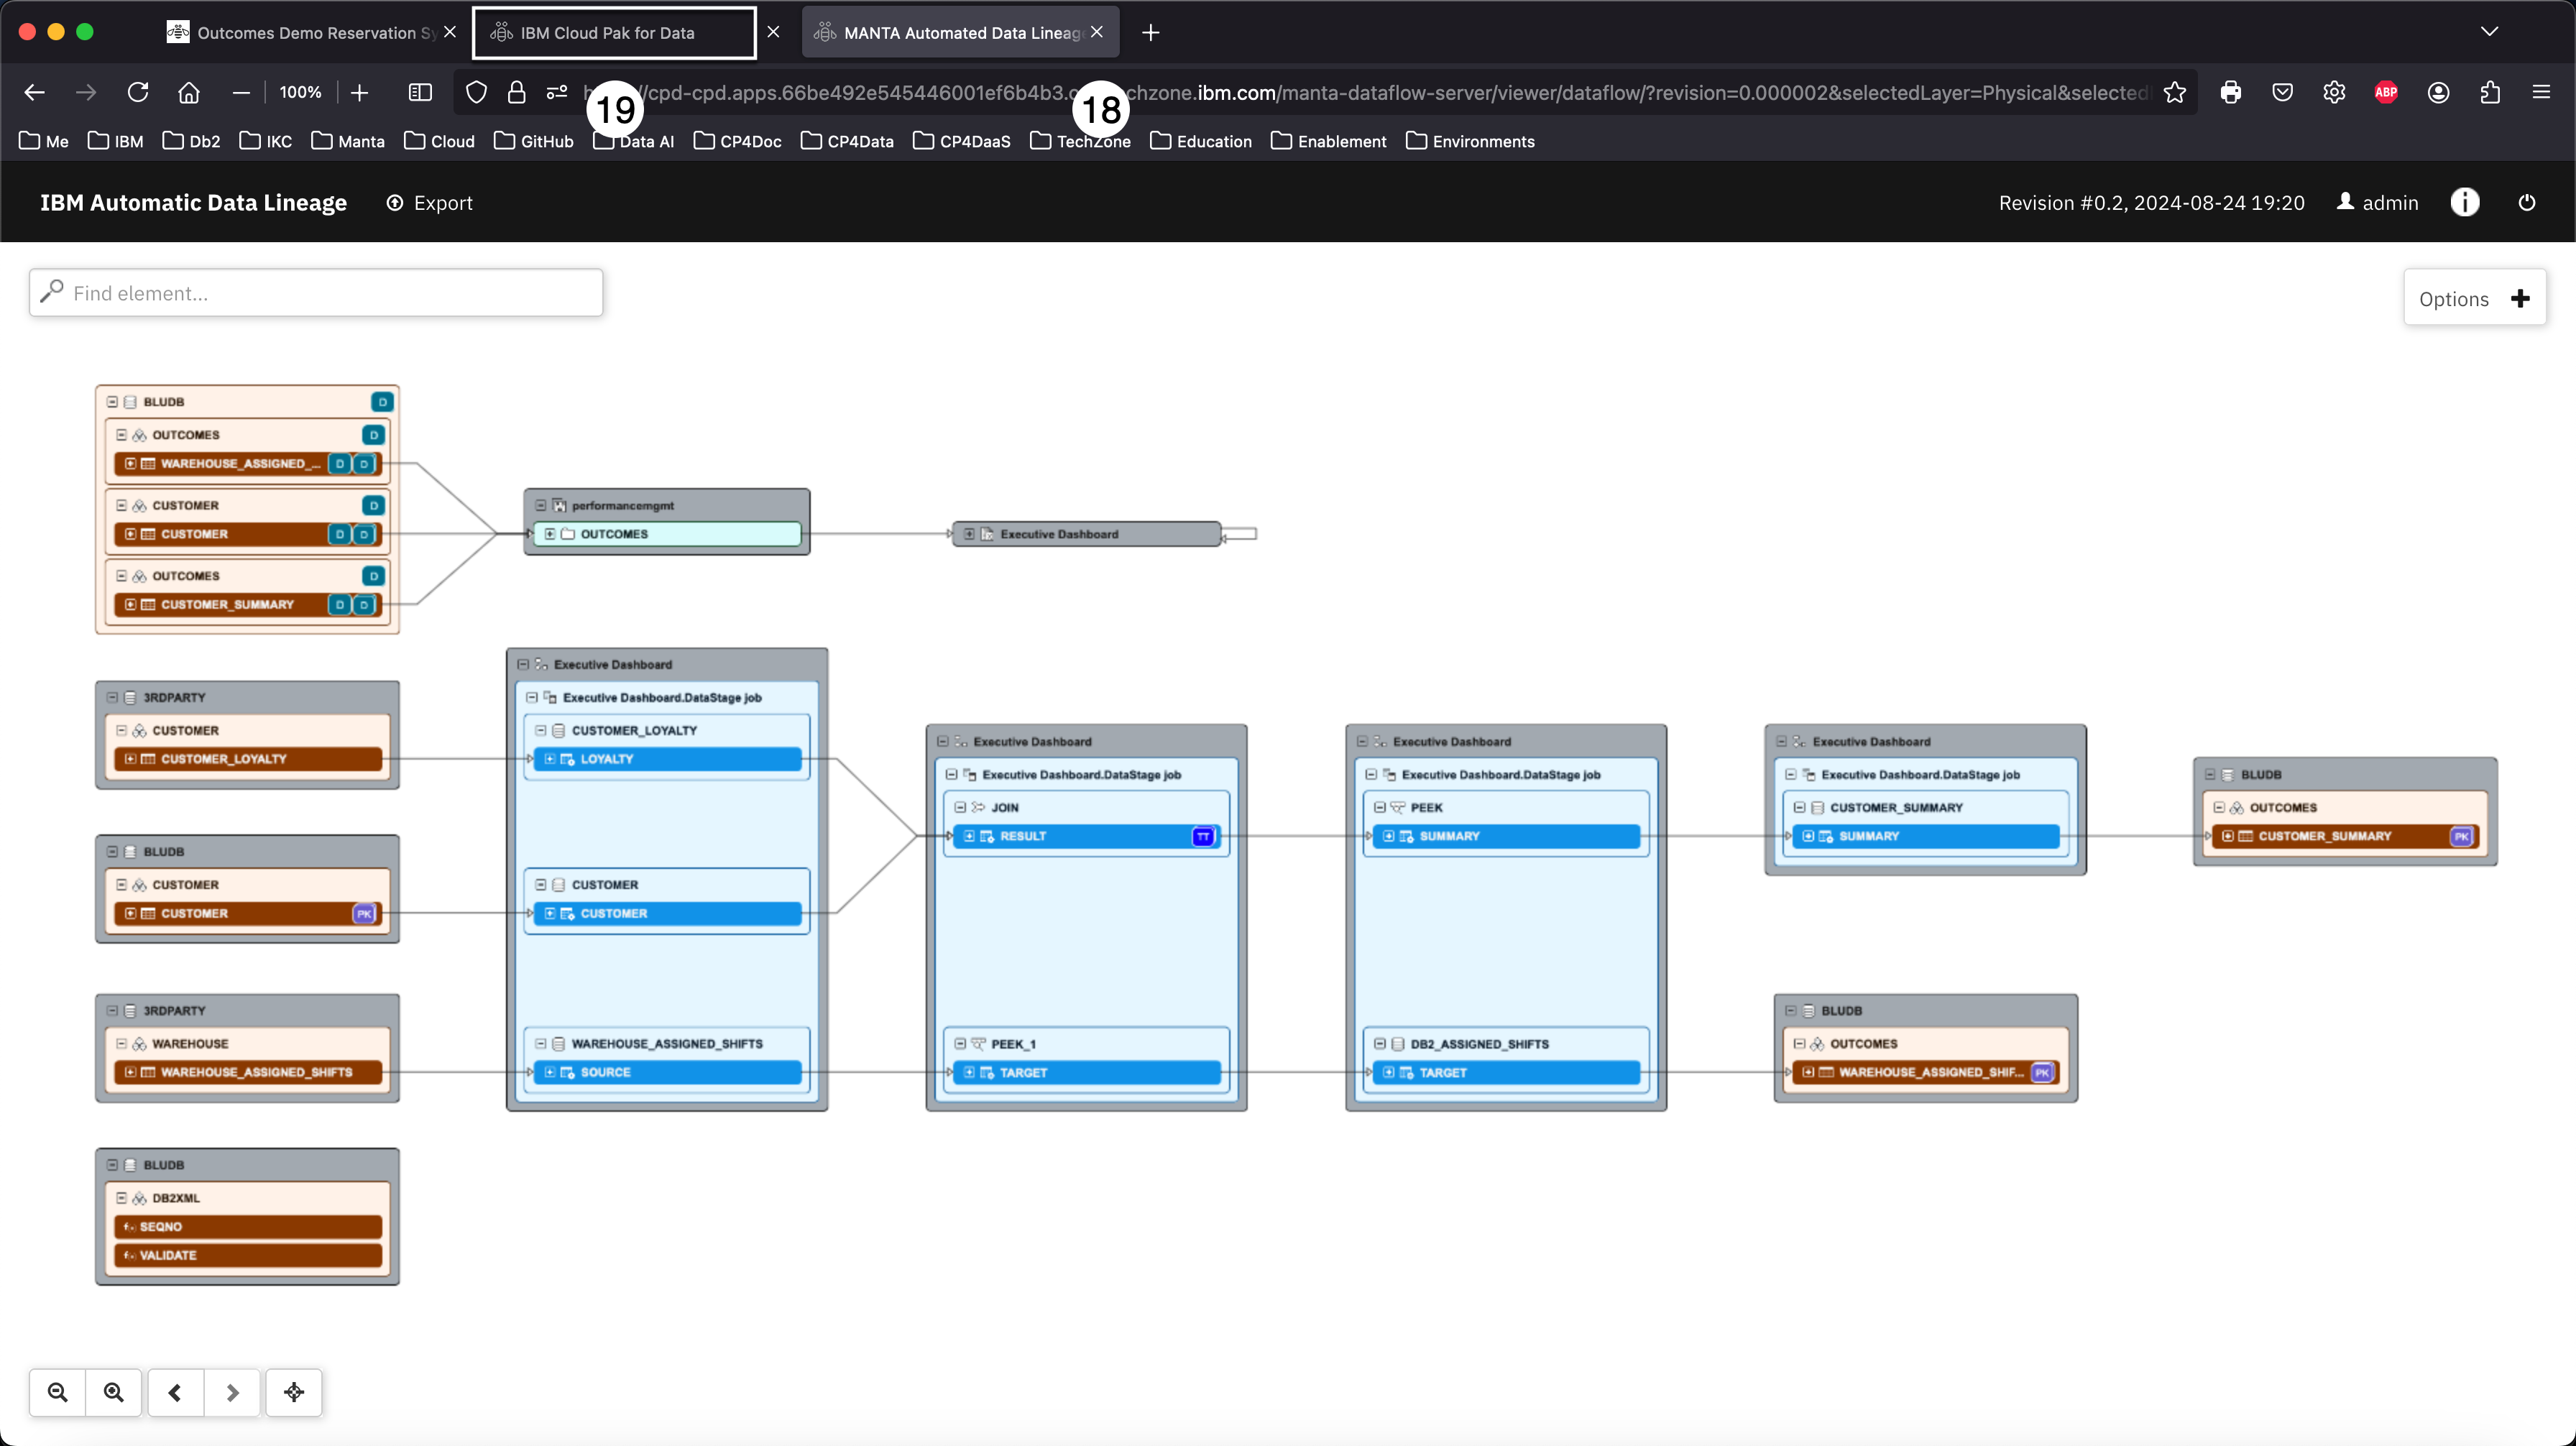 Outcomes Demo Reservation Sy
IBM Cloud Pak for Data
MANTA Automated Data Lineag
100%
//cpd-cpd.apps.66be492e545446001ef6b4b3. chzone.ibm.com/manta-dataflow-server/viewer/dataflow/?revision=0.000002&selectedLayer=Physical&selected
ABP
19
18
Me
IBM
Db2
IKC
Manta
Cloud
GitHub
Data AI
CP4Doc
CP4Data
CP4DaaS
TechZone
Education
Enablement
Environments
IBM Automatic Data Lineage
Export
Revision #0.2, 2024-08-24 19:20
admin
Find element...
Options
BLUDB D
OUTCOMES D
WAREHOUSE_ASSIGNED_... D D
CUSTOMER D
CUSTOMER D D
OUTCOMES D
CUSTOMER_SUMMARY D D
performancemgmt
OUTCOMES
Executive Dashboard
3RDPARTY
CUSTOMER
CUSTOMER_LOYALTY
BLUDB
CUSTOMER
CUSTOMER PK
3RDPARTY
WAREHOUSE
WAREHOUSE_ASSIGNED_SHIFTS
BLUDB
DB2XML
SEQNO
VALIDATE
Executive Dashboard
Executive Dashboard.DataStage job
CUSTOMER_LOYALTY
LOYALTY
CUSTOMER
CUSTOMER
WAREHOUSE_ASSIGNED_SHIFTS
SOURCE
Executive Dashboard
Executive Dashboard.DataStage job
JOIN
RESULT TT
PEEK_1
TARGET
Executive Dashboard
Executive Dashboard.DataStage job
PEEK
SUMMARY
DB2_ASSIGNED_SHIFTS
TARGET
Executive Dashboard
Executive Dashboard.DataStage job
CUSTOMER_SUMMARY
SUMMARY
BLUDB
OUTCOMES
WAREHOUSE_ASSIGNED_SHIF... PK
BLUDB
OUTCOMES
CUSTOMER_SUMMARY PK